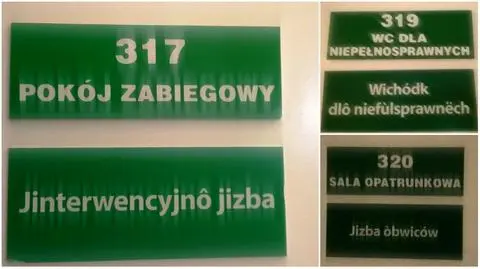 317
POKÓJ ZABIEGOWY
Jinterwencyjnô jizba
319
WC DLA
NIEPEŁNOSPRAWNYCH
Wichódk
dlô niefùlsprawnëch
320
SALA OPATRUNKOWA
Jizba òbwiców